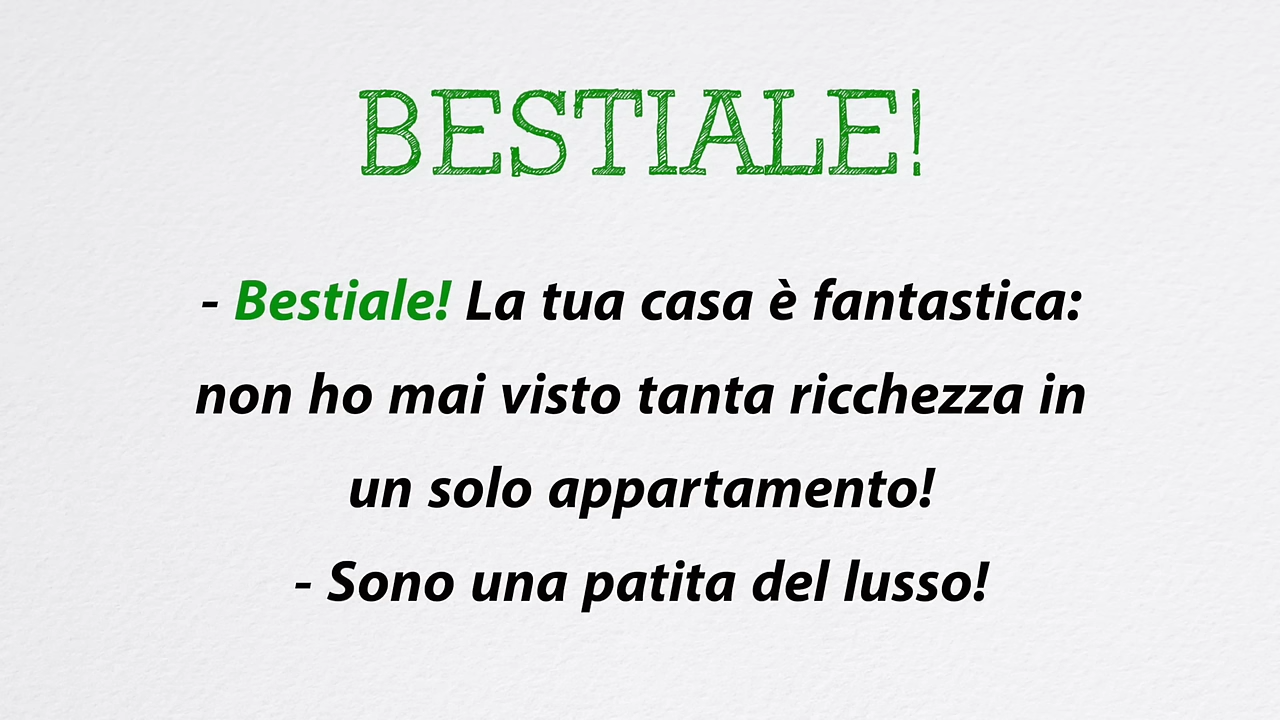 BESTIALE!
- Bestiale! La tua casa è fantastica:
non ho mai visto tanta ricchezza in
un solo appartamento!
- Sono una patita del lusso!